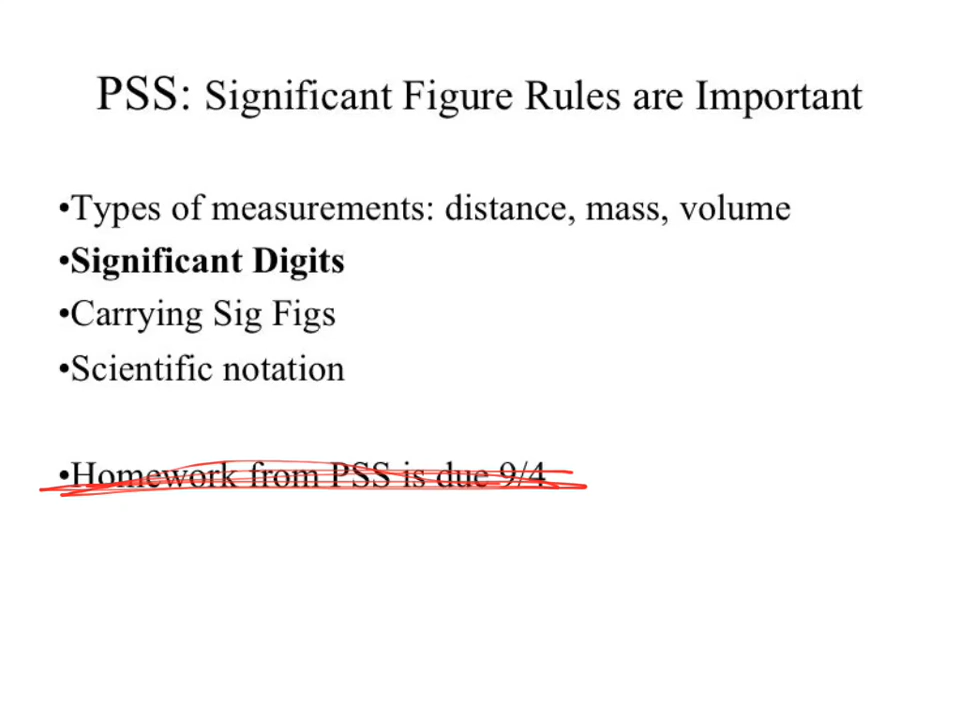 PSS: Significant Figure Rules are Important
•Types of measurements: distance, mass, volume
•Significant Digits
•Carrying Sig Figs
•Scientific notation
•Homework from PSS is due 9/4